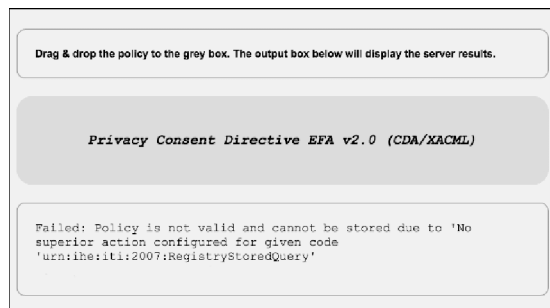 Drag & drop the policy to the grey box. The output box below will display the server results.
Privacy Consent Directive EFA v2.0 (CDA/XACML)
Failed: Policy is not valid and cannot be stored due to 'No
superior action configured for given code
'urn:ihe:iti:2007:RegistryStoredQuery'